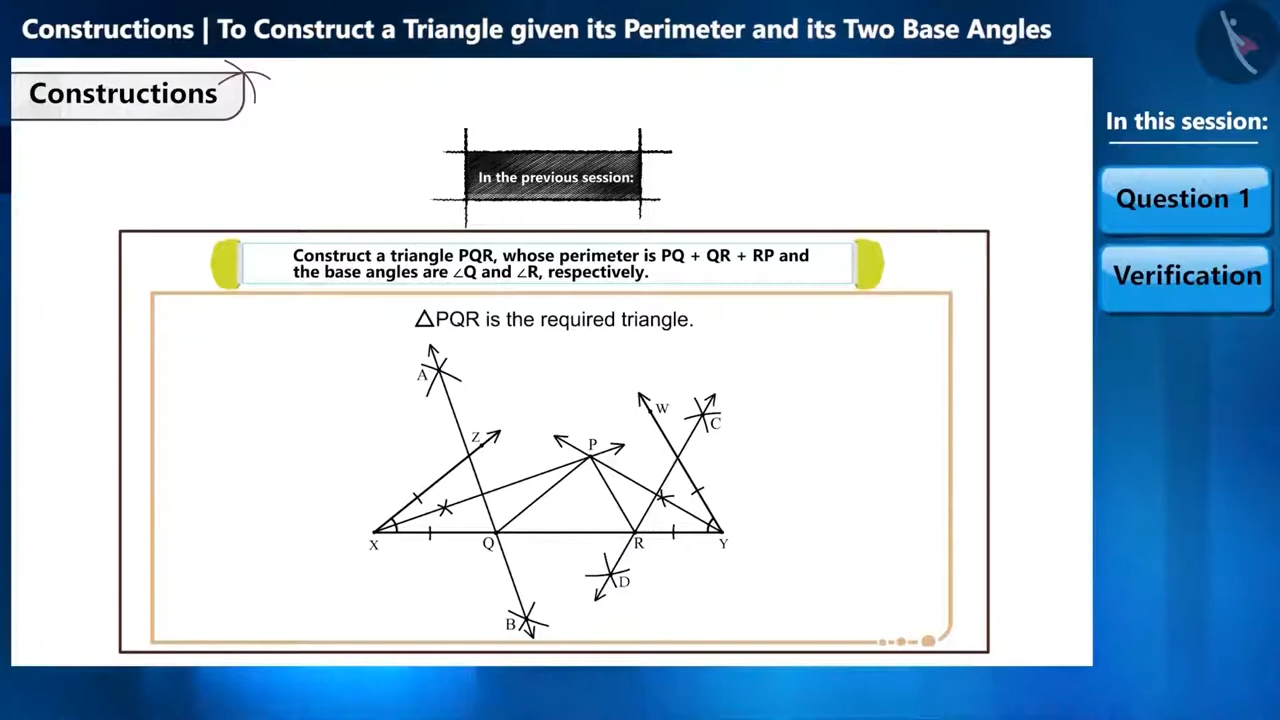 Constructions | To Construct a Triangle given its Perimeter and its Two Base Angles
Constructions
In this session:
Question 1
Verification
In the previous session:
Construct a triangle PQR, whose perimeter is PQ + QR + RP and
the base angles are ∠Q and ∠R, respectively.
△PQR is the required triangle.
A
Z
P
W
C
X
Q
R
Y
D
B